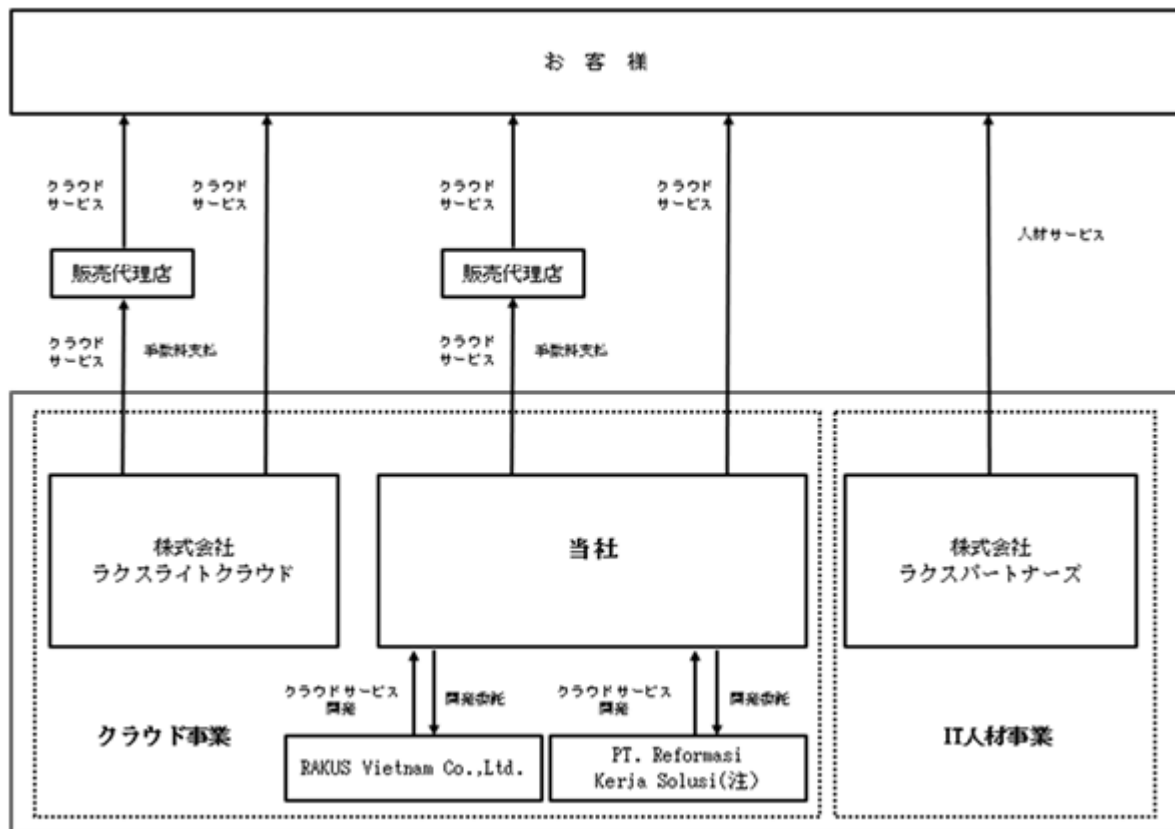 お 客 様
クラウド
サービス
クラウド
サービス
クラウド
サービス
クラウド
サービス
人材サービス
販売代理店
販売代理店
クラウド
サービス
手数料支払
クラウド
サービス
手数料支払
株式会社
ラクスライトクラウド
当社
株式会社
ラクスパートナーズ
クラウドサービス
開発
開発委託
クラウドサービス
開発
開発委託
クラウド事業
RAKUS Vietnam Co.,Ltd.
PT. Reformasi
Kerja Solusi(注)
IT人材事業